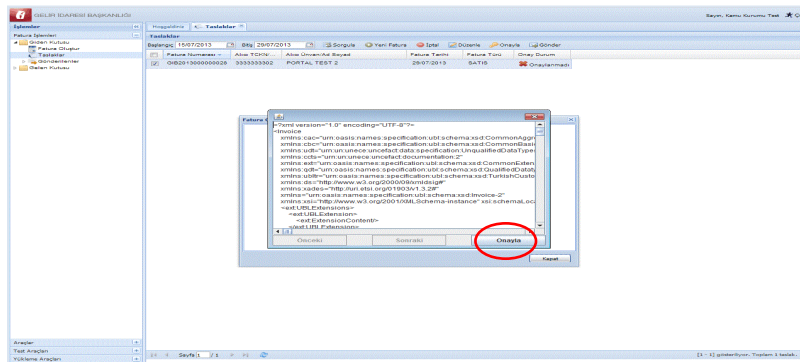 GELİR İDARESİ BAŞKANLIĞI
Sayın, Kamu Kurumu Test
İşlemler
Hoşgeldiniz
Taslaklar
Fatura İşlemleri
Taslaklar
Giden Kutusu
Başlangıç 15/07/2013 Bitiş 29/07/2013 Sorgula Yeni Fatura İptal Düzenle Onayla Gönder
Fatura Oluştur
Fatura Numarası Alıcı TCKN/... Alıcı Ünvan/Ad Soyad Fatura Tarihi Fatura Türü Onay Durum
Taslaklar
GIB2013000000028 3333333302 PORTAL TEST 2 28/07/2013 SATIS Onaylanmadı
Gönderilenler
Gelen Kutusu
Fatura
<?xml version="1.0" encoding="UTF-8"?>
<Invoice
xmlns:cac="urn:oasis:names:specification:ubl:schema:xsd:CommonAggre
xmlns:cbc="urn:oasis:names:specification:ubl:schema:xsd:CommonBasic
xmlns:udt="urn:un:unece:uncefact:data:specification:UnqualifiedDataTypes
xmlns:ccts="urn:un:unece:uncefact:documentation:2"
xmlns:ext="urn:oasis:names:specification:ubl:schema:xsd:CommonExten
xmlns:qdt="urn:oasis:names:specification:ubl:schema:xsd:QualifiedDataty
xmlns:ubltr="urn:oasis:names:specification:ubl:schema:xsd:TurkishCusto
xmlns:ds="http://www.w3.org/2000/09/xmldsig#"
xmlns:xades="http://uri.etsi.org/01903/v1.3.2#"
xmlns="urn:oasis:names:specification:ubl:schema:xsd:Invoice-2"
xmlns:xsi="http://www.w3.org/2001/XMLSchema-instance" xsi:schemaLoca
<ext:UBLExtensions>
<ext:UBLExtension>
<ext:ExtensionContent/>
</ext:UBLExtension>
Önceki Sonraki Onayla
Kapat
Araçlar
Test Araçları
Yükleme Araçları
Sayfa 1 / 1
[1 - 1] gösteriliyor. Toplam 1 taslak.